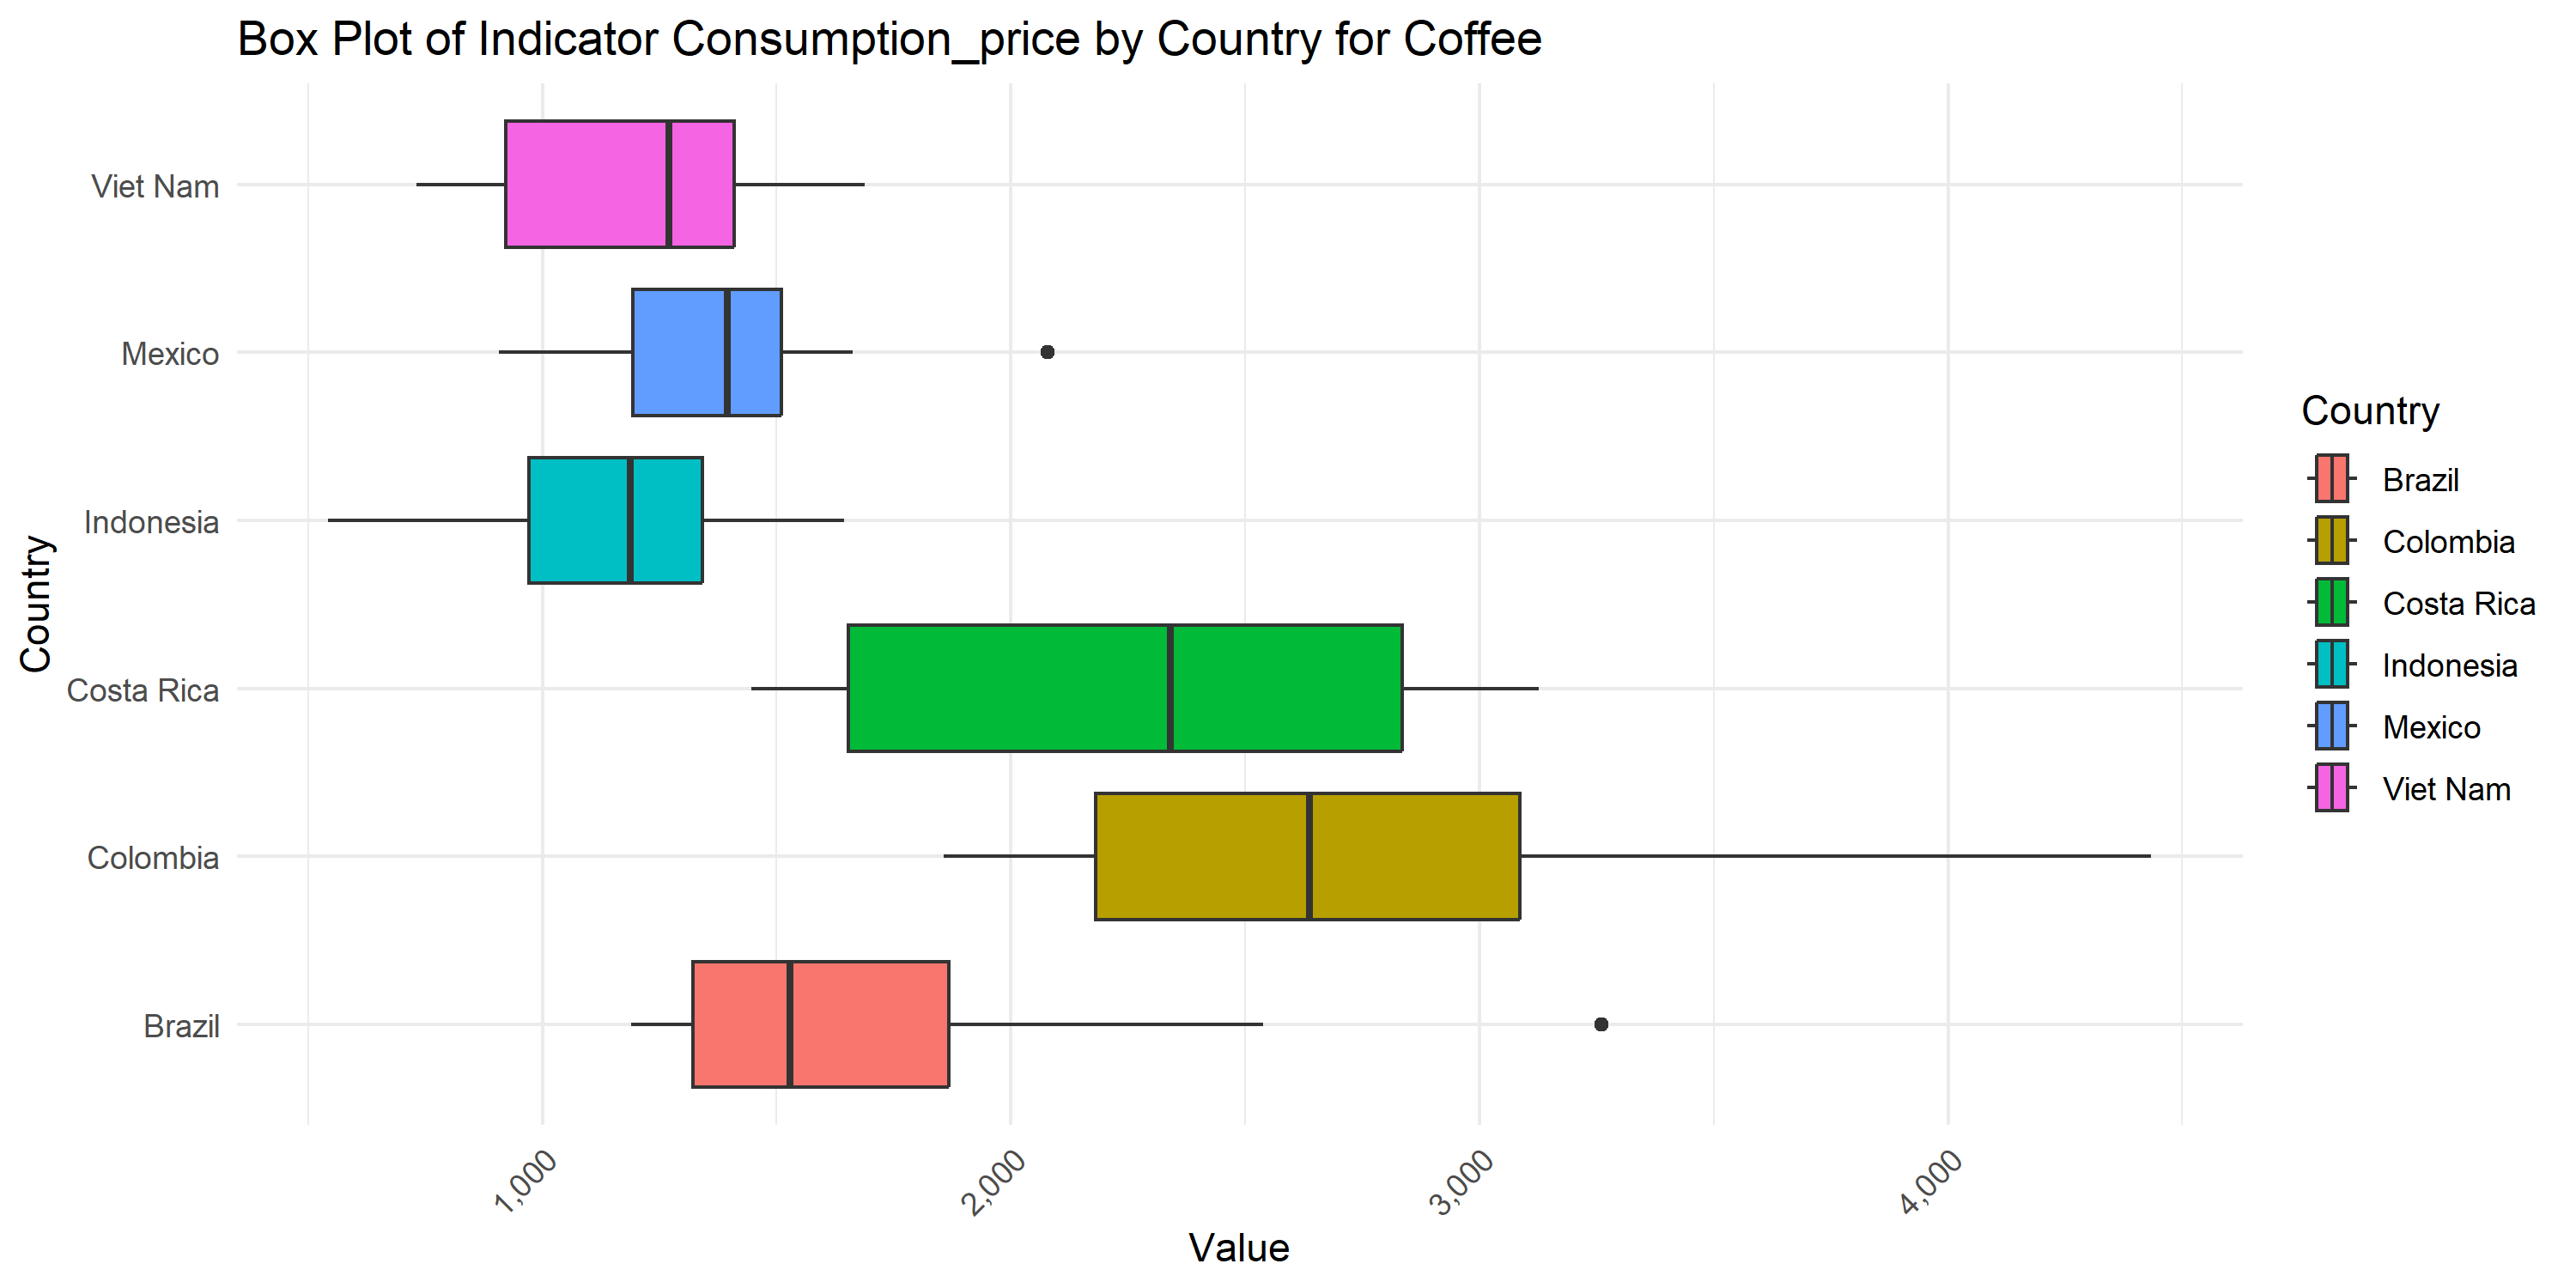 Box Plot of Indicator Consumption_price by Country for Coffee
Country
Viet Nam
Mexico
Indonesia
Costa Rica
Colombia
Brazil
1,000
2,000
3,000
4,000
Value
Country
Brazil
Colombia
Costa Rica
Indonesia
Mexico
Viet Nam